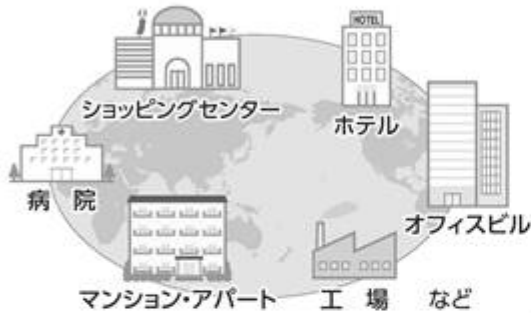 HOTEL
ショッピングセンター
ホテル
病 院
オフィスビル
マンション・アパート
工 場 など